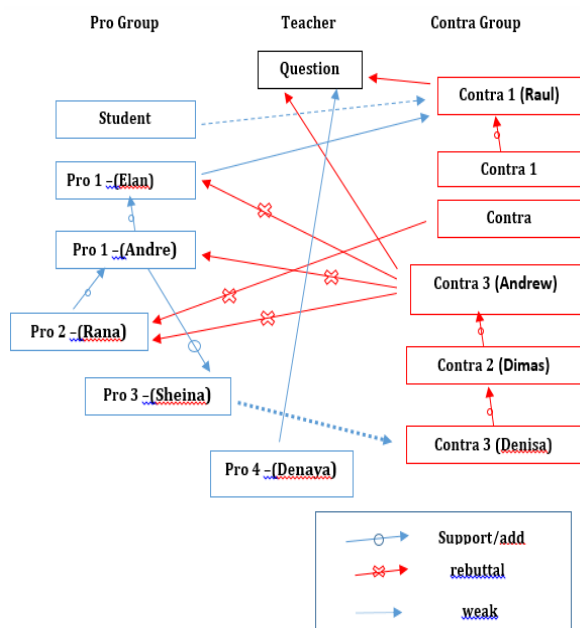 Pro Group Teacher Contra Group
Question
Contra 1 (Raul)
Student
Contra 1
Pro 1 –(Elan)
Contra
Pro 1 –(Andre)
Contra 3 (Andrew)
Pro 2 –(Rana)
Contra 2 (Dimas)
Pro 3 –(Sheina)
Contra 3 (Denisa)
Pro 4 –(Denaya)
Support/add
rebuttal
weak